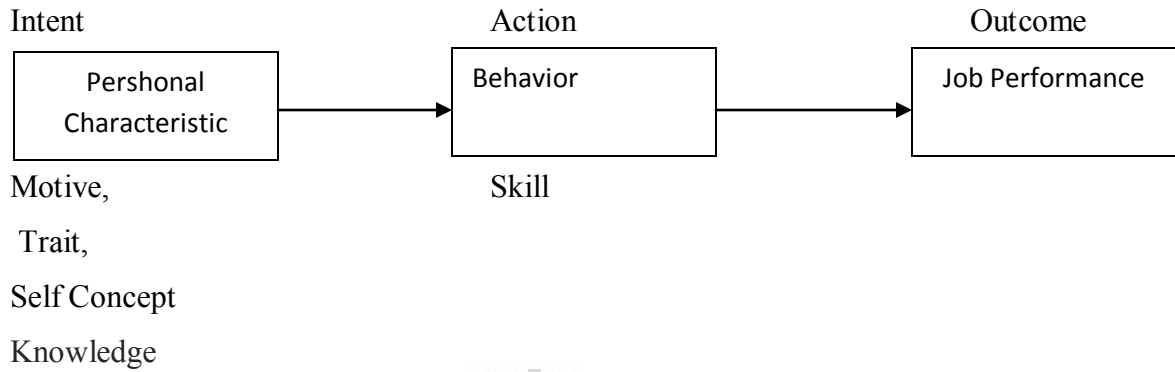 Intent Action Outcome
Pershonal
Characteristic
Behavior
Job Performance
Motive, Skill
Trait,
Self Concept
Knowledge